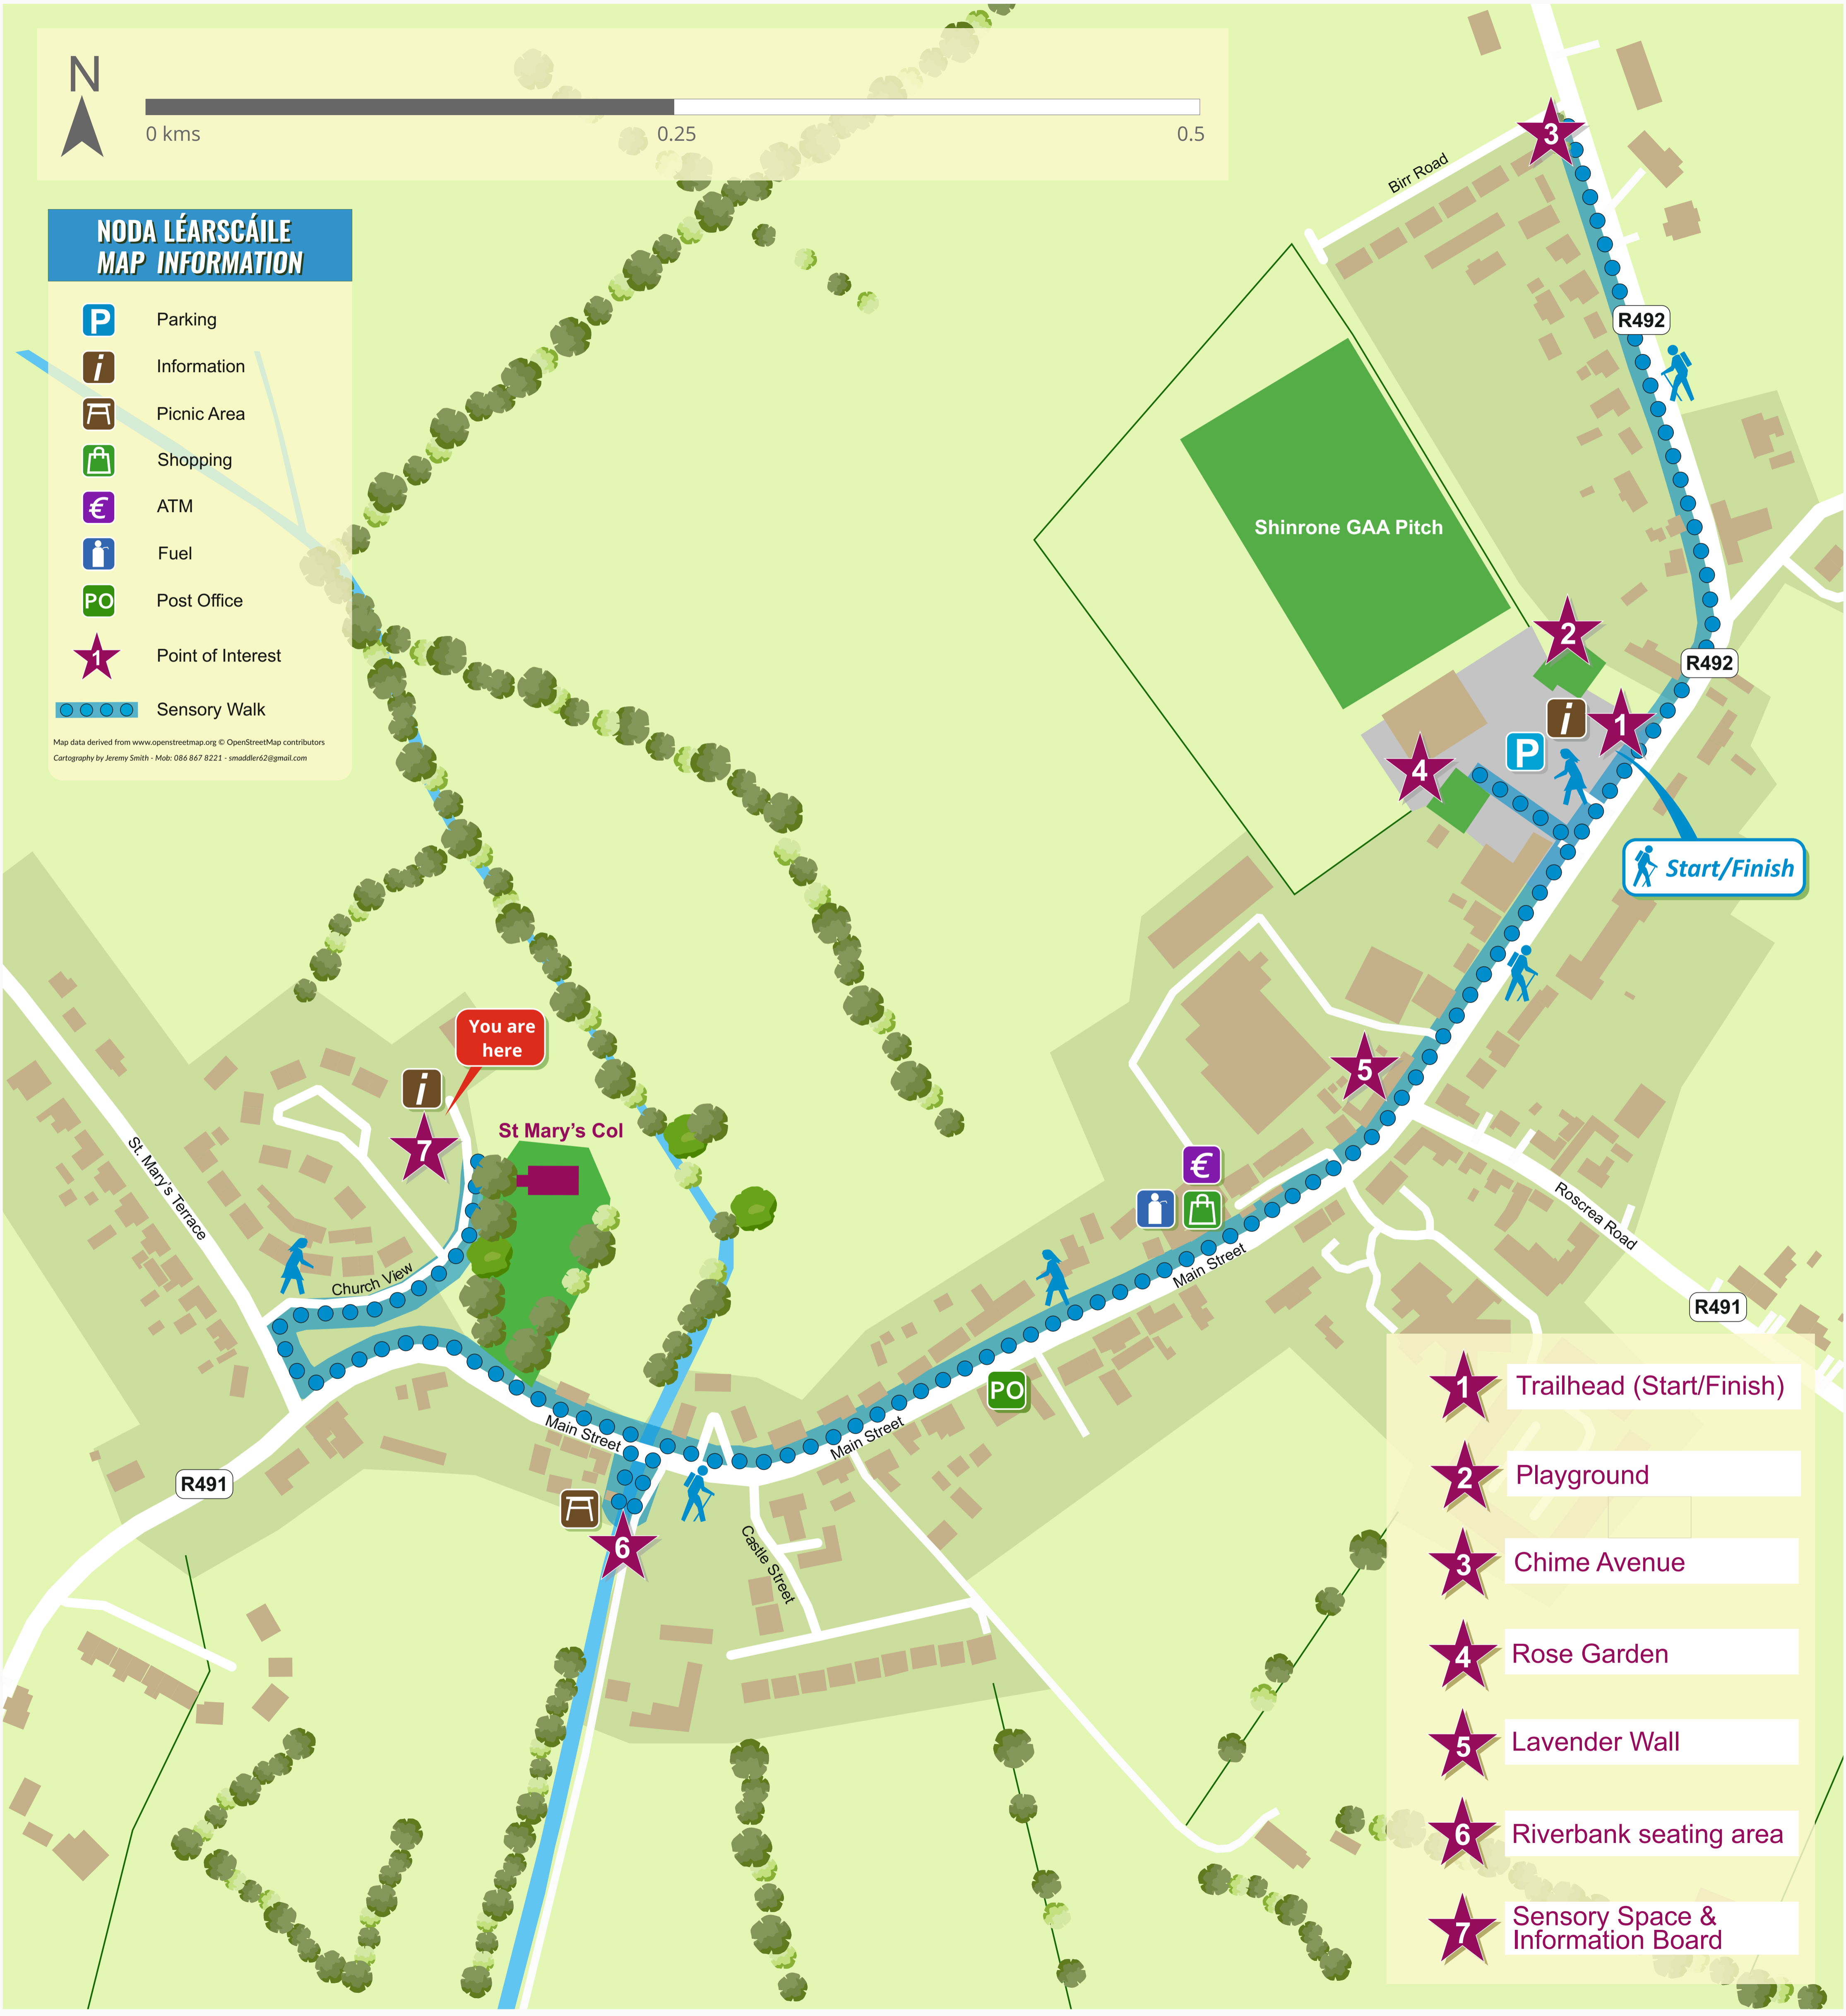 N
0 kms
0.25
0.5
NODA LÉARSCÁILE
MAP INFORMATION
P
Parking
i
Information
Picnic Area
Shopping
€
ATM
Fuel
PO
Post Office
1
Point of Interest
Sensory Walk
Map data derived from www.openstreetmap.org © OpenStreetMap contributors
Cartography by Jeremy Smith - Mob: 086 867 8221 - smaddler62@gmail.com
3
Birr Road
R492
Shinrone GAA Pitch
2
R492
i
1
P
4
Start/Finish
You are
here
i
7
St Mary's Col
St. Mary's Terrace
Church View
5
€
Roscrea Road
Main Street
R491
PO
Main Street
Main Street
R491
6
Castle Street
1
Trailhead (Start/Finish)
2
Playground
3
Chime Avenue
4
Rose Garden
5
Lavender Wall
6
Riverbank seating area
7
Sensory Space &
Information Board